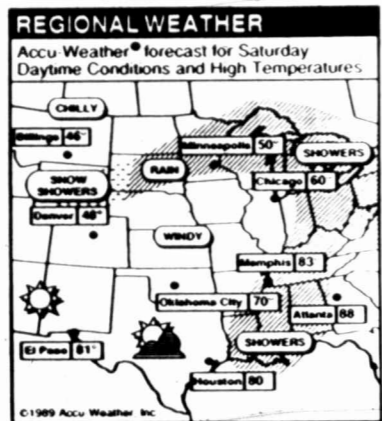 REGIONAL WEATHER
Accu-Weather® forecast for Saturday
Daytime Conditions and High Temperatures
CHILLY
Billings 46°
Minneapolis 50°
SHOWERS
RAIN
SNOW
SHOWERS
Chicago 60
Denver 48°
WINDY
Memphis 83
Oklahoma City 70°
Atlanta 88
El Paso 81°
SHOWERS
Houston 80
©1989 Accu-Weather, Inc.